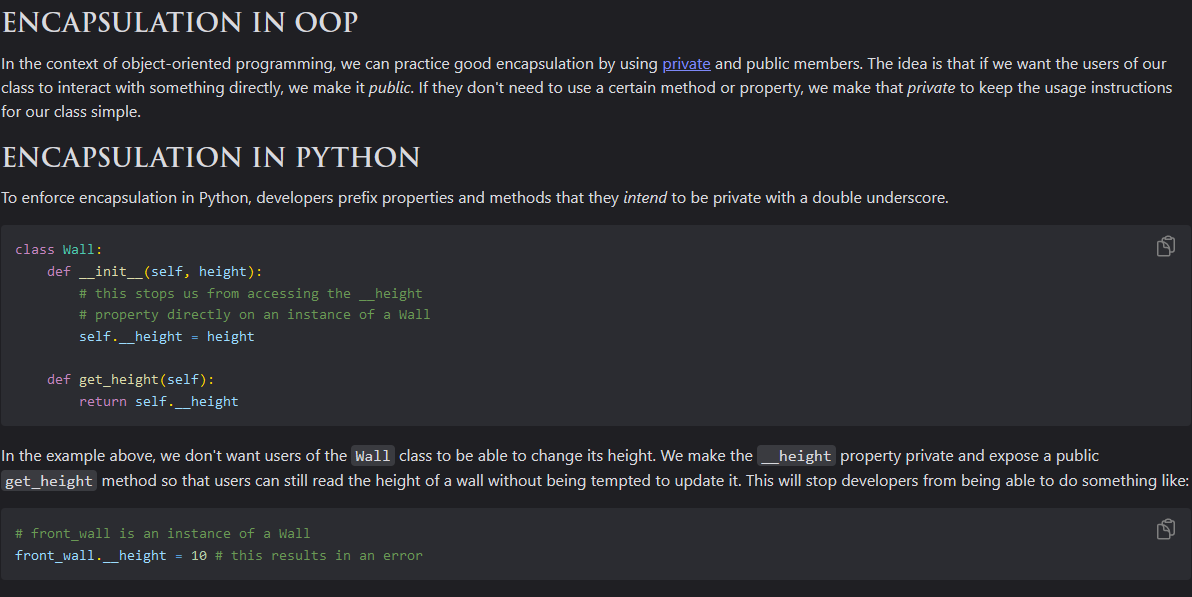 ENCAPSULATION IN OOP
In the context of object-oriented programming, we can practice good encapsulation by using private and public members. The idea is that if we want the users of our
class to interact with something directly, we make it public. If they don't need to use a certain method or property, we make that private to keep the usage instructions
for our class simple.
ENCAPSULATION IN PYTHON
To enforce encapsulation in Python, developers prefix properties and methods that they intend to be private with a double underscore.
class Wall:
    def __init__(self, height):
        # this stops us from accessing the __height
        # property directly on an instance of a Wall
        self.__height = height

    def get_height(self):
        return self.__height
In the example above, we don't want users of the Wall class to be able to change its height. We make the __height property private and expose a public
get_height method so that users can still read the height of a wall without being tempted to update it. This will stop developers from being able to do something like:
# front_wall is an instance of a Wall
front_wall.__height = 10 # this results in an error